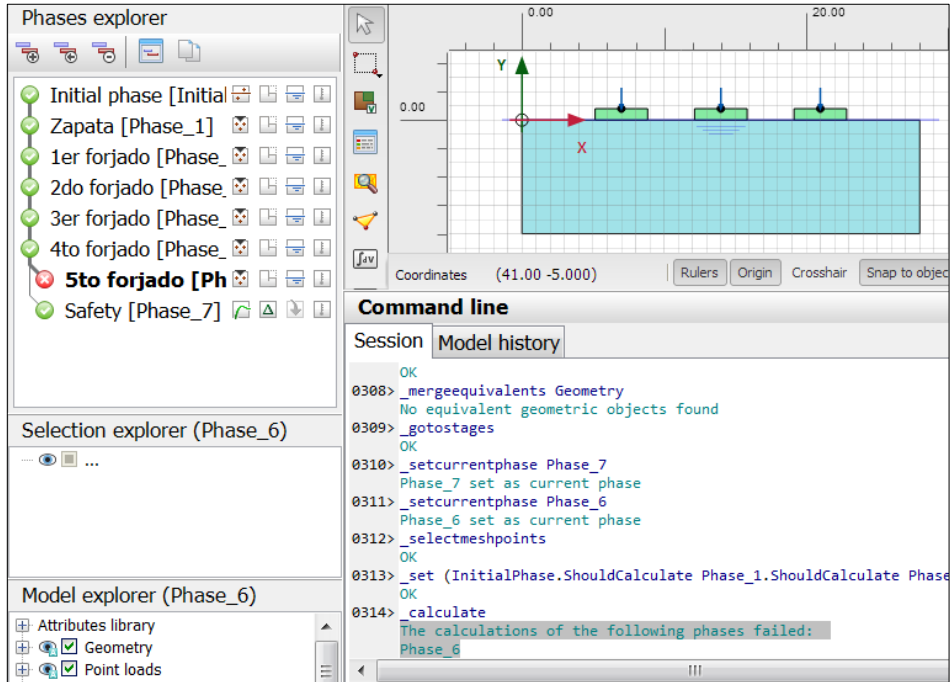 Phases explorer
Initial phase [Initial
Zapata [Phase_1]
1er forjado [Phase_
2do forjado [Phase_
3er forjado [Phase_
4to forjado [Phase_
5to forjado [Ph
Safety [Phase_7]
Selection explorer (Phase_6)
...
Model explorer (Phase_6)
Attributes library
Geometry
Point loads
0.00 20.00
Y
0.00
X
∫dv
Coordinates (41.00 -5.000) Rulers Origin Crosshair Snap to objec
Command line
Session Model history
OK
0308> _mergeequivalents Geometry
No equivalent geometric objects found
0309> _gotostages
OK
0310> _setcurrentphase Phase_7
Phase_7 set as current phase
0311> _setcurrentphase Phase_6
Phase_6 set as current phase
0312> _selectmeshpoints
OK
0313> _set (InitialPhase.ShouldCalculate Phase_1.ShouldCalculate Phase
OK
0314> _calculate
The calculations of the following phases failed:
Phase_6